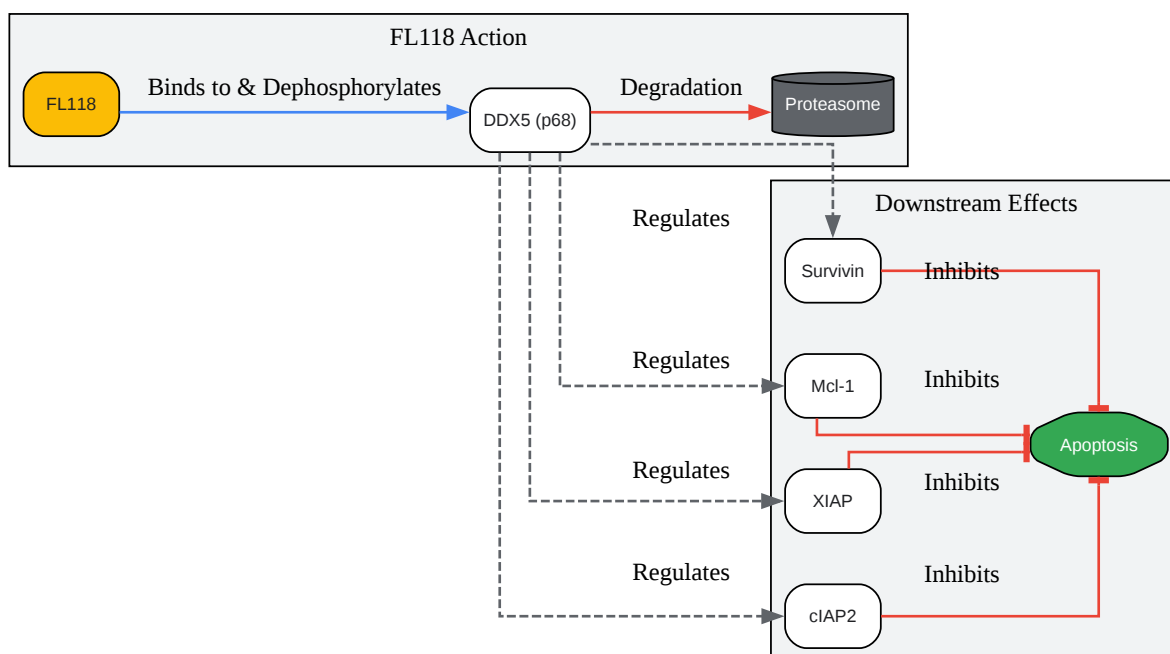 FL118 Action
FL118
Binds to & Dephosphorylates
DDX5 (p68)
Degradation
Proteasome
Downstream Effects
Regulates
Survivin
Inhibits
Regulates
Mcl-1
Inhibits
Apoptosis
Regulates
XIAP
Inhibits
Regulates
cIAP2
Inhibits